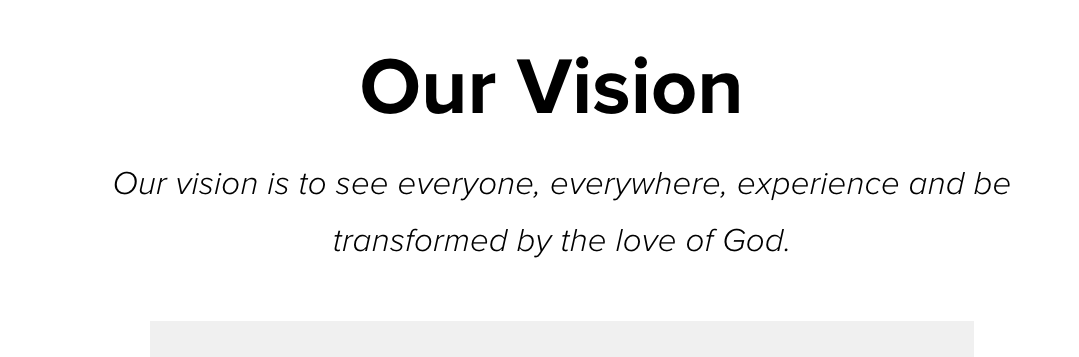 Our Vision
Our vision is to see everyone, everywhere, experience and be
transformed by the love of God.